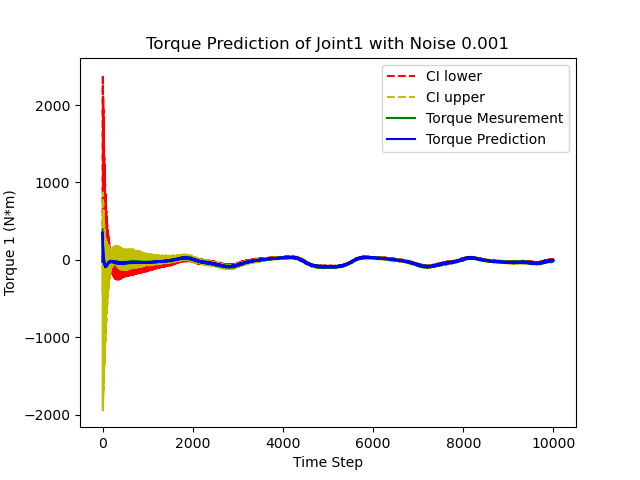 Torque Prediction of Joint1 with Noise 0.001
CI lower
CI upper
Torque Mesurement
Torque Prediction
Torque 1 (N*m)
2000
1000
0
−1000
−2000
0 2000 4000 6000 8000 10000
Time Step